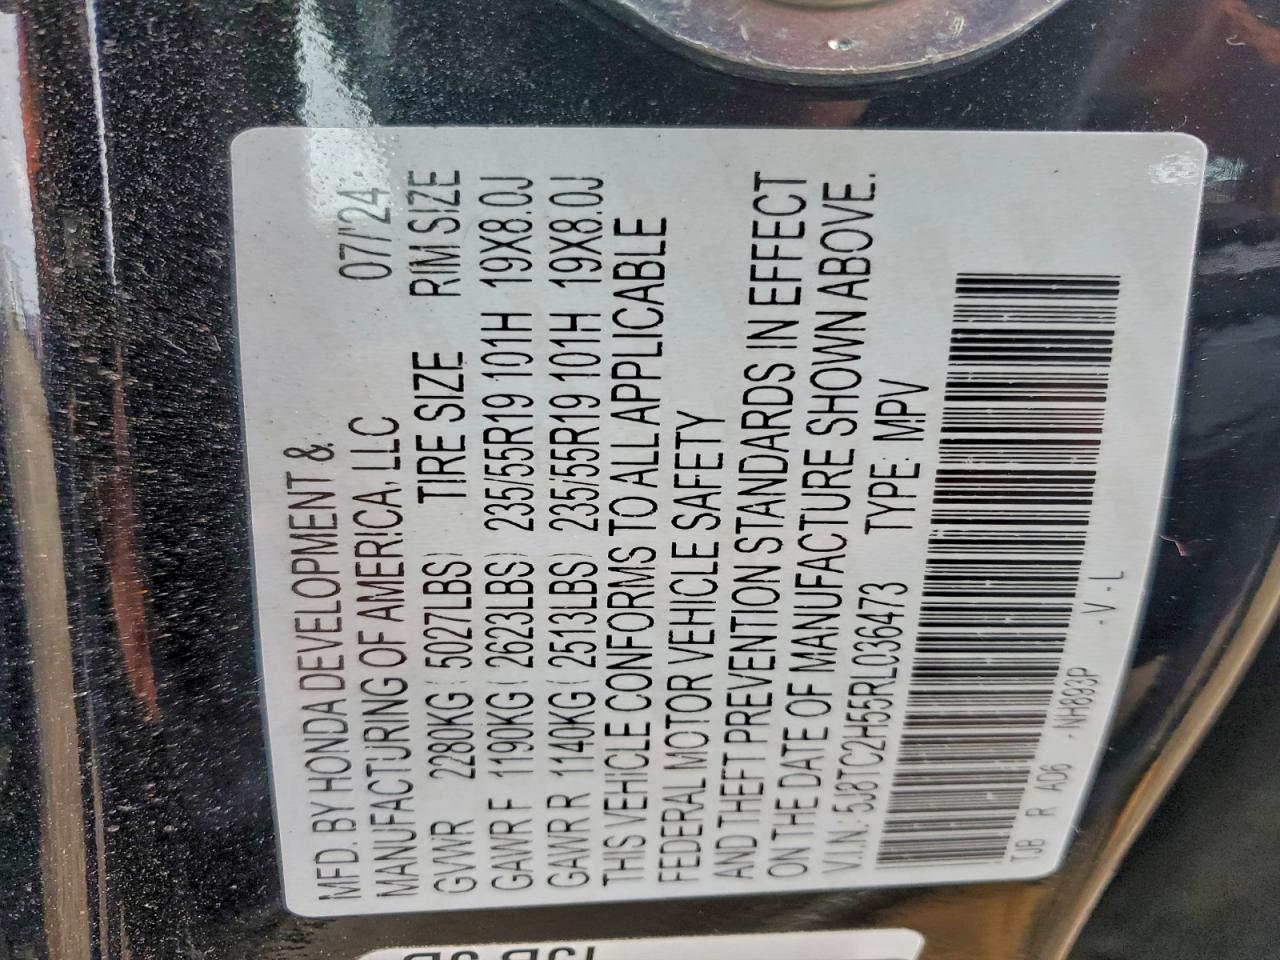 MFD. BY HONDA DEVELOPMENT &
MANUFACTURING OF AMERICA, LLC 07/'24
GVWR 2280KG (5027LBS) TIRE SIZE RIM SIZE
GAWR F 1190KG (2623LBS) 235/55R19 101H 19X8.0J
GAWR R 1140KG (2513LBS) 235/55R19 101H 19X8.0J
THIS VEHICLE CONFORMS TO ALL APPLICABLE
FEDERAL MOTOR VEHICLE SAFETY
AND THEFT PREVENTION STANDARDS IN EFFECT
ON THE DATE OF MANUFACTURE SHOWN ABOVE.
V.I.N.: 5J8TC2H55RL036473 TYPE: MPV
TJB R A06 -NH893P -V-L